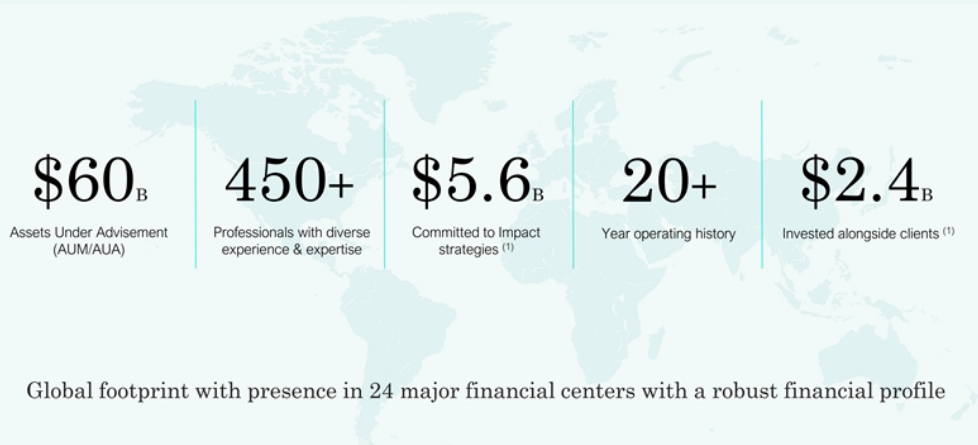 $60B
Assets Under Advisement
(AUM/AUA)
450+
Professionals with diverse
experience & expertise
$5.6B
Committed to Impact
strategies (1)
20+
Year operating history
$2.4B
Invested alongside clients (1)
Global footprint with presence in 24 major financial centers with a robust financial profile